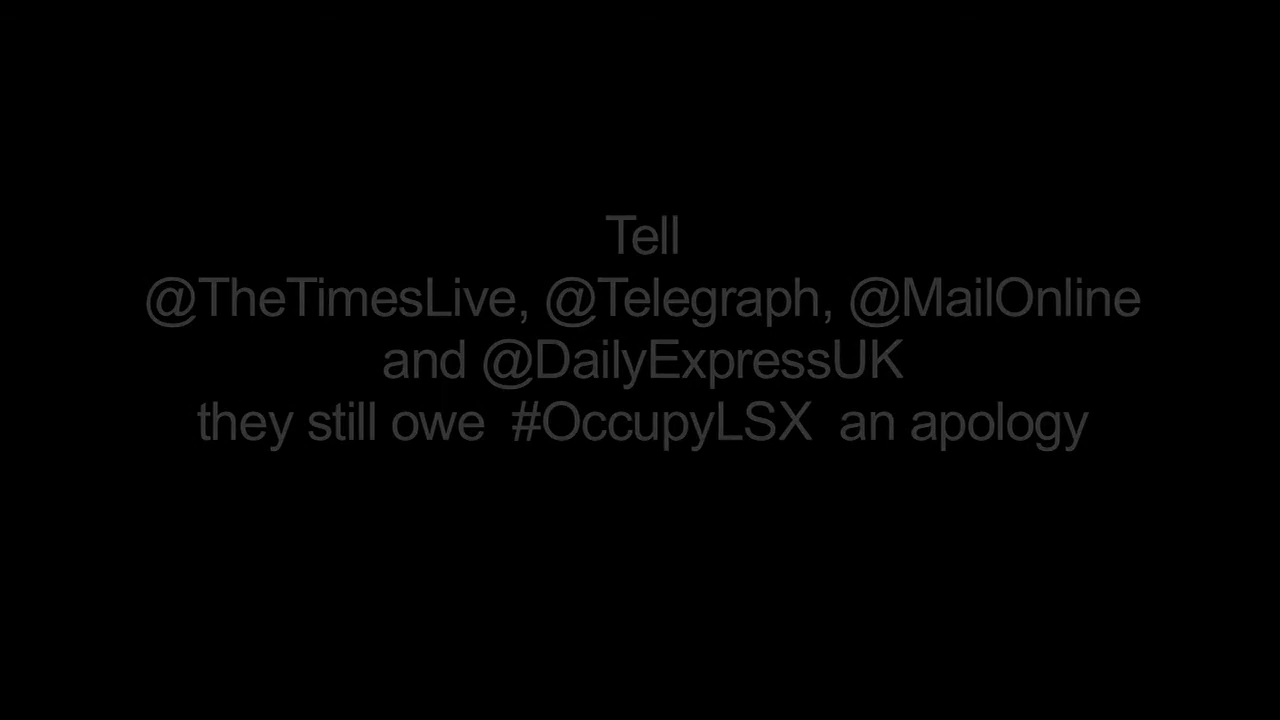 Tell
@TheTimesLive, @Telegraph, @MailOnline
and @DailyExpressUK
they still owe #OccupyLSX an apology